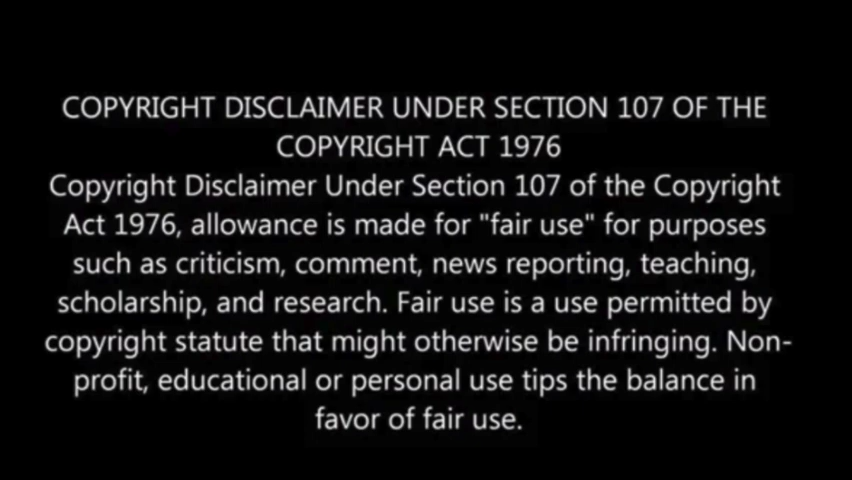 COPYRIGHT DISCLAIMER UNDER SECTION 107 OF THE
COPYRIGHT ACT 1976
Copyright Disclaimer Under Section 107 of the Copyright
Act 1976, allowance is made for "fair use" for purposes
such as criticism, comment, news reporting, teaching,
scholarship, and research. Fair use is a use permitted by
copyright statute that might otherwise be infringing. Non-
profit, educational or personal use tips the balance in
favor of fair use.